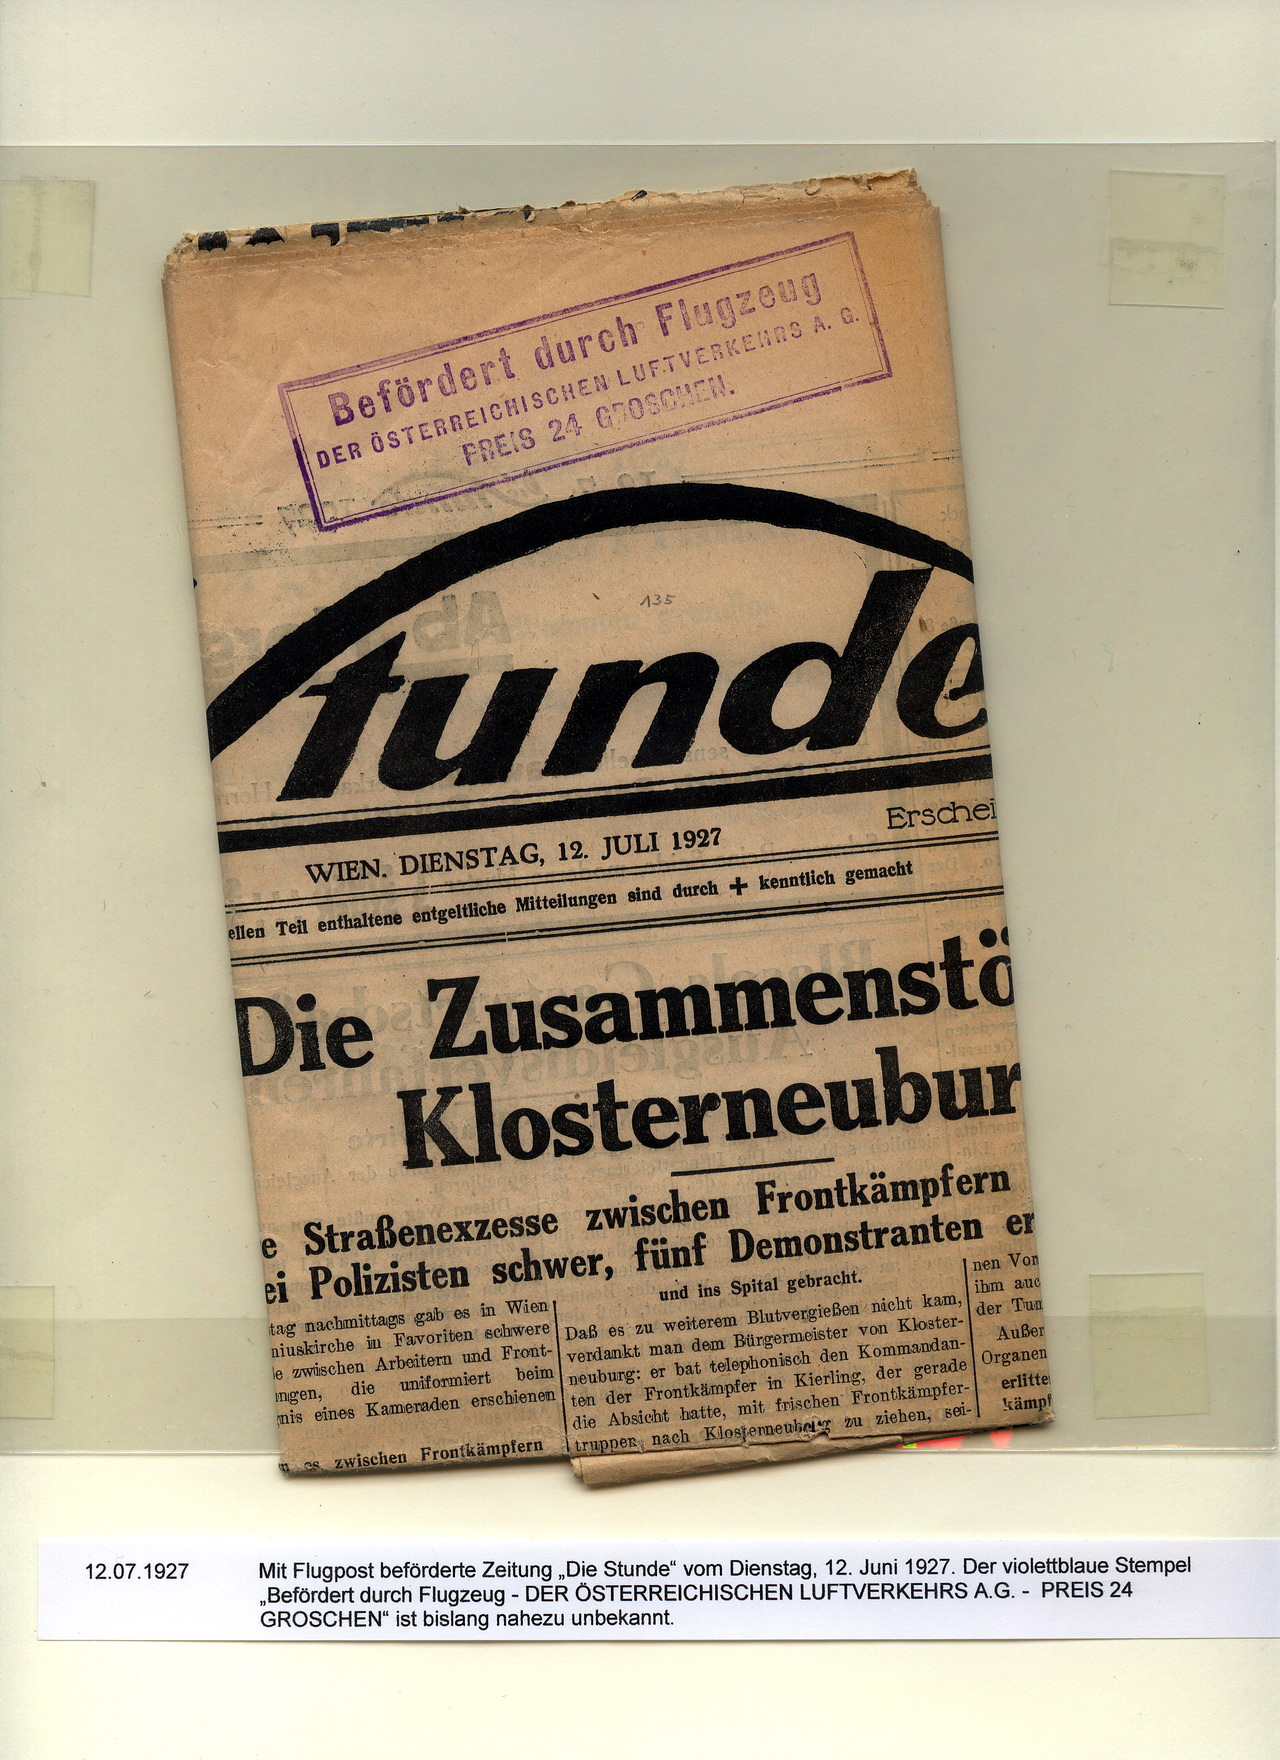 Befördert durch Flugzeug
DER ÖSTERREICHISCHEN LUFTVERKEHRS A. G.
PREIS 24 GROSCHEN.
135
Stunde
Erschei
WIEN. DIENSTAG, 12. JULI 1927
ellen Teil enthaltene entgeltliche Mitteilungen sind durch + kenntlich gemacht
Die Zusammenstö
Klosterneubur
e Straßenexzesse zwischen Frontkämpfern
ei Polizisten schwer, fünf Demonstranten er
und ins Spital gebracht.
tag nachmittags gab es in Wien
niuskirche in Favoriten schwere
e zwischen Arbeitern und Front-
ngen, die uniformiert beim
nis eines Kameraden erschienen
es zwischen Frontkämpfern
Daß es zu weiterem Blutvergießen nicht kam,
verdankt man dem Bürgermeister von Kloster-
neuburg: er bat telephonisch den Kommandan-
ten der Frontkämpfer in Kierling, der gerade
die Absicht hatte, mit frischen Frontkämpfer-
truppen nach Klosterneuburg zu ziehen, sei-
nen Vor
ihm auc
der Tum
Außer
Organen
erlitte
kämpf
12.07.1927 Mit Flugpost beförderte Zeitung „Die Stunde“ vom Dienstag, 12. Juni 1927. Der violettblaue Stempel
„Befördert durch Flugzeug - DER ÖSTERREICHISCHEN LUFTVERKEHRS A.G. - PREIS 24
GROSCHEN“ ist bislang nahezu unbekannt.